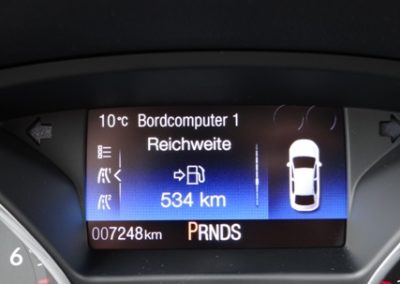 10°C Bordcomputer 1
Reichweite
534 km
007248km PRNDS
6